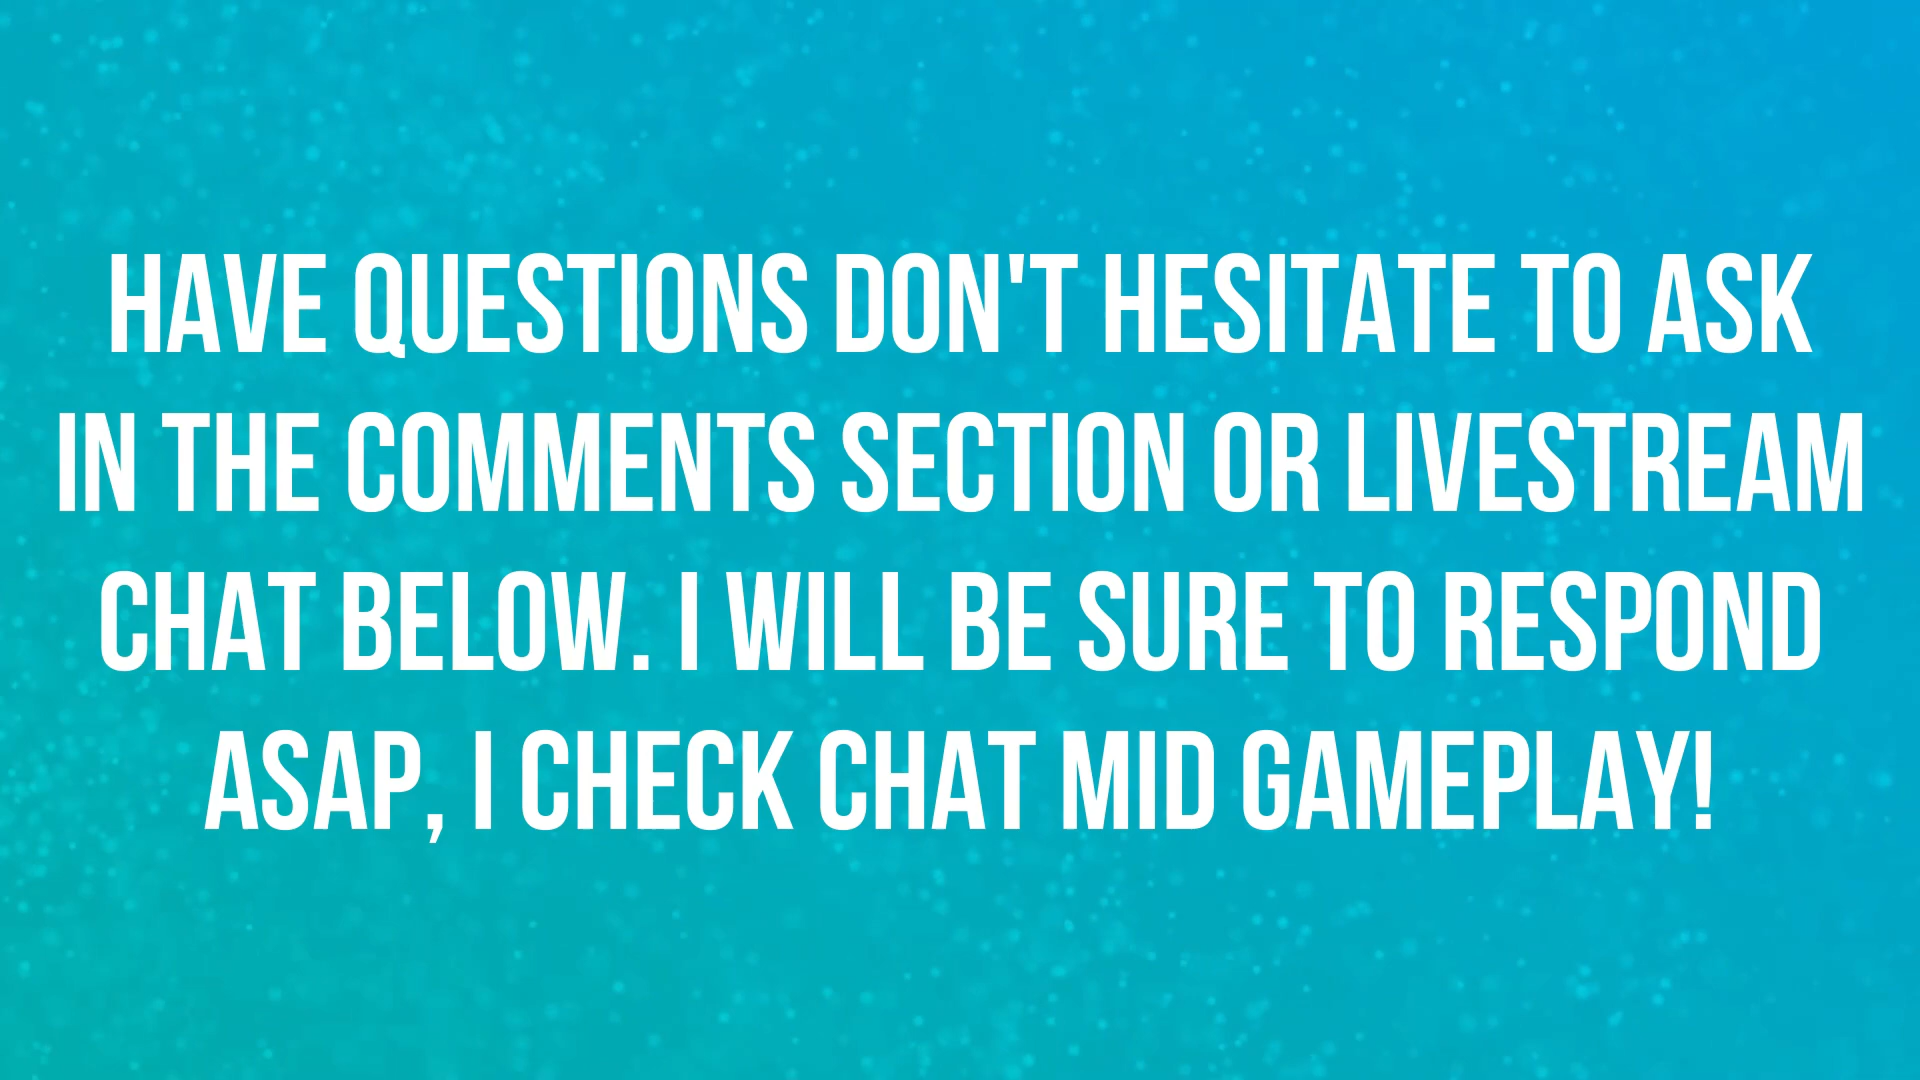 HAVE QUESTIONS DON'T HESITATE TO ASK
IN THE COMMENTS SECTION OR LIVESTREAM
CHAT BELOW. I WILL BE SURE TO RESPOND
ASAP, I CHECK CHAT MID GAMEPLAY!